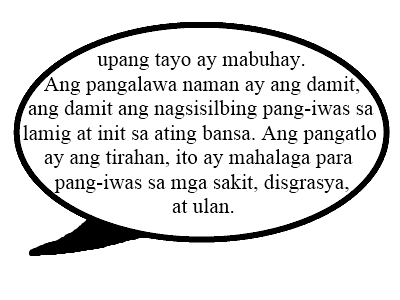 upang tayo ay mabuhay.
Ang pangalawa naman ay ang damit,
ang damit ang nagsisilbing pang-iwas sa
lamig at init sa ating bansa. Ang pangatlo
ay ang tirahan, ito ay mahalaga para
pang-iwas sa mga sakit, disgrasya,
at ulan.